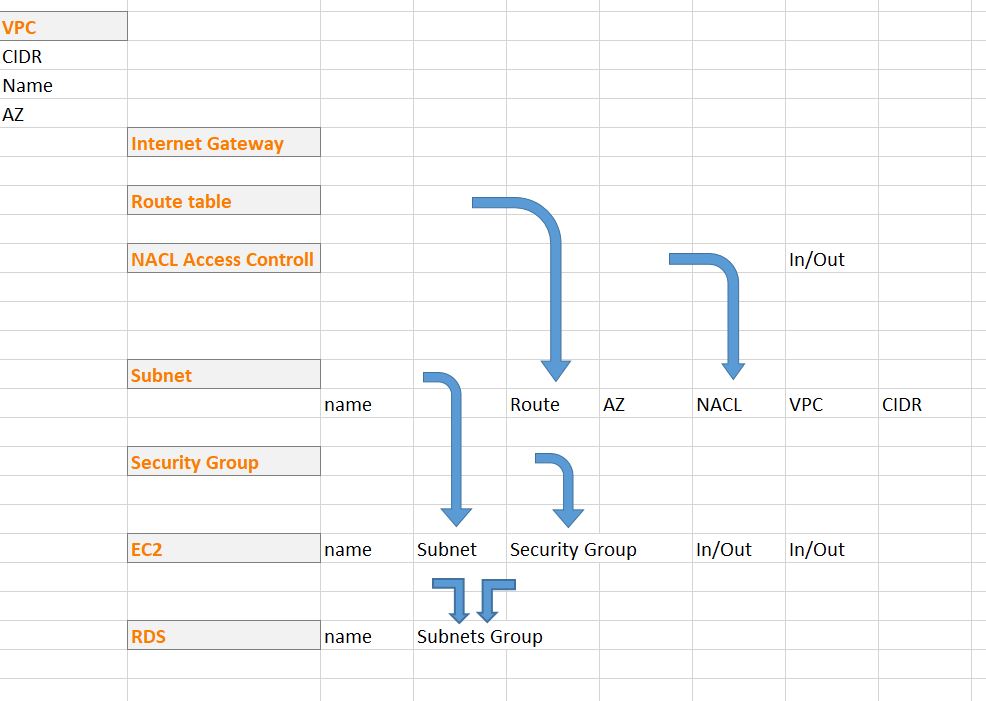 VPC
CIDR
Name
AZ
Internet Gateway
Route table
NACL Access Controll In/Out
Subnet
name Route AZ NACL VPC CIDR
Security Group
EC2 name Subnet Security Group In/Out In/Out
RDS name Subnets Group